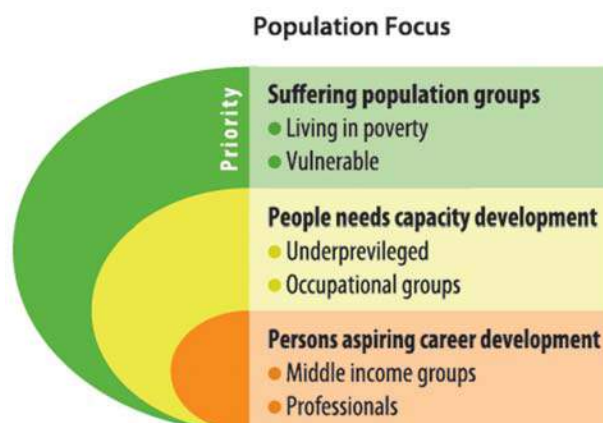 Population Focus
Priority
Suffering population groups
Living in poverty
Vulnerable
People needs capacity development
Underprevileged
Occupational groups
Persons aspiring career development
Middle income groups
Professionals